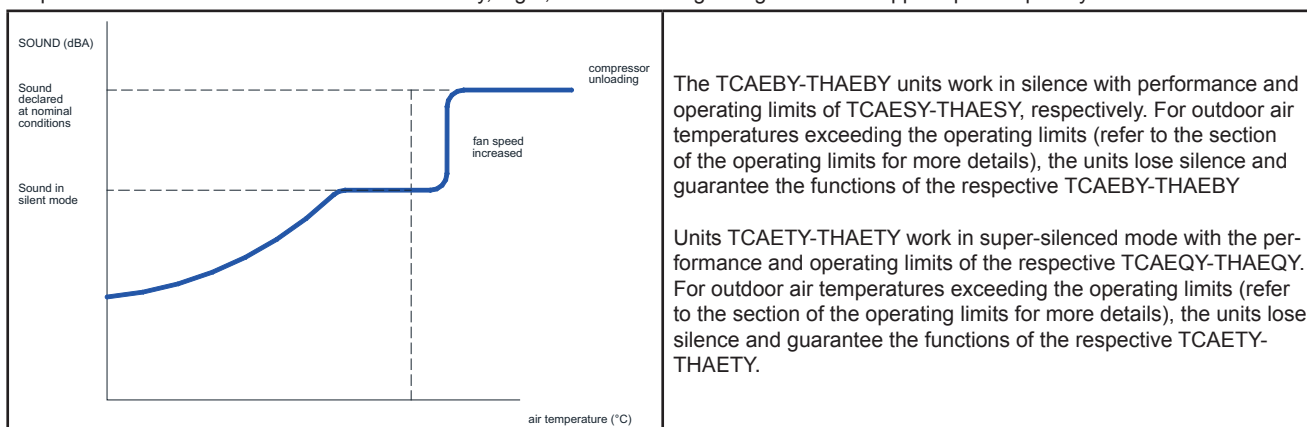 SOUND (dBA)
Sound
declared
at nominal
conditions
compressor
unloading
fan speed
increased
Sound in
silent mode
air temperature (°C)
The TCAEBY-THAEBY units work in silence with performance and
operating limits of TCAESY-THAESY, respectively. For outdoor air
temperatures exceeding the operating limits (refer to the section
of the operating limits for more details), the units lose silence and
guarantee the functions of the respective TCAEBY-THAEBY
Units TCAETY-THAETY work in super-silenced mode with the per-
formance and operating limits of the respective TCAEQY-THAEQY.
For outdoor air temperatures exceeding the operating limits (refer
to the section of the operating limits for more details), the units lose
silence and guarantee the functions of the respective TCAETY-
THAETY.